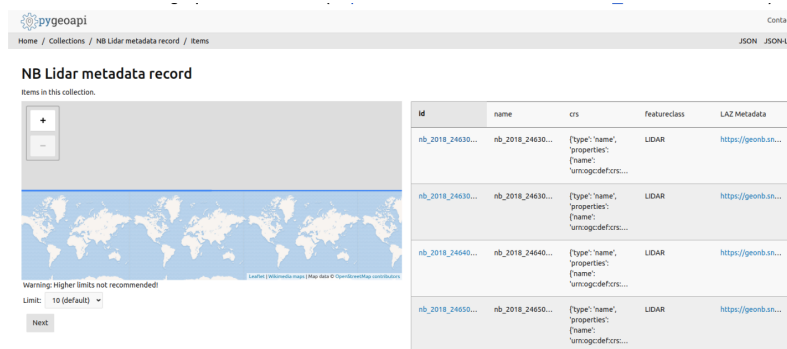 pygeoapi
Conta
Home / Collections / NB Lidar metadata record / Items
JSON JSON-L
NB Lidar metadata record
Items in this collection.
+
−
Leaflet | Wikimedia maps | Map data © OpenStreetMap contributors
Warning: Higher limits not recommended!
Limit: 10 (default)
Next
id name crs featureclass LAZ Metadata
nb_2018_24630... nb_2018_24630... {'type': 'name', LIDAR https://geonb.sn...
'properties':
{'name':
'urn:ogc:def:crs:...
nb_2018_24630... nb_2018_24630... {'type': 'name', LIDAR https://geonb.sn...
'properties':
{'name':
'urn:ogc:def:crs:...
nb_2018_24640... nb_2018_24640... {'type': 'name', LIDAR https://geonb.sn...
'properties':
{'name':
'urn:ogc:def:crs:...
nb_2018_24650... nb_2018_24650... {'type': 'name', LIDAR https://geonb.sn...
'properties':
{'name':
'urn:ogc:def:crs:...